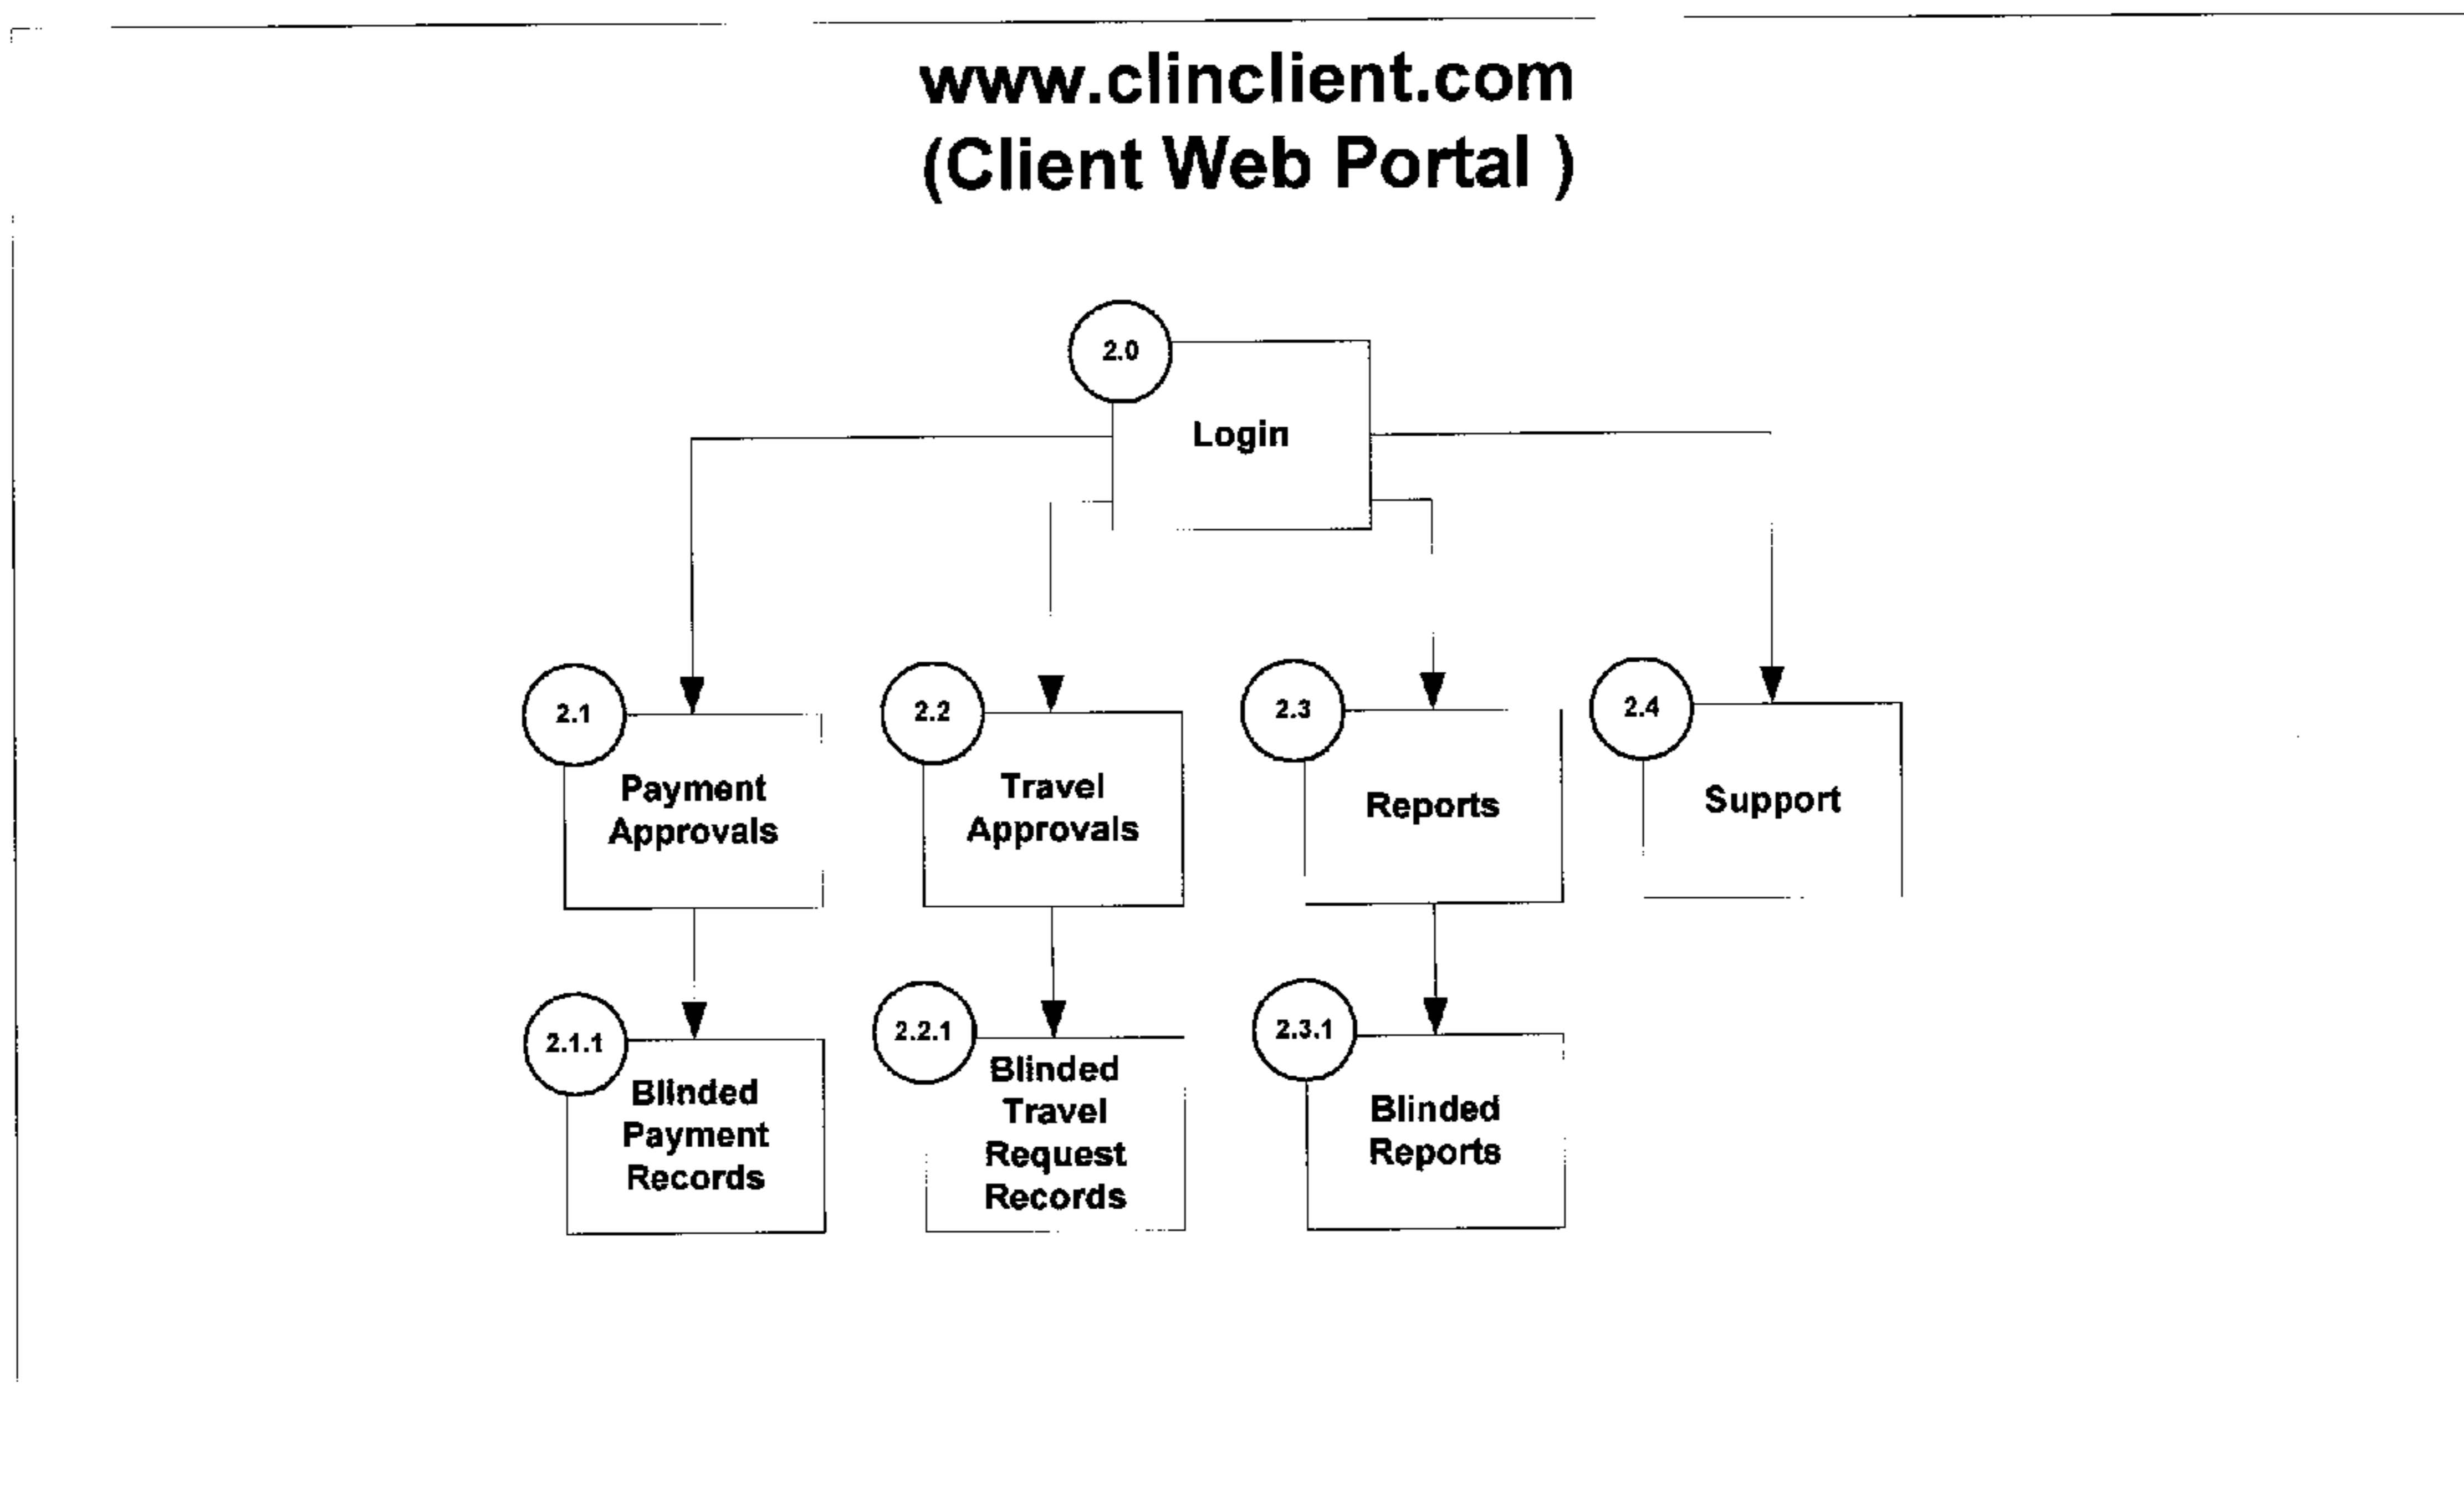 www.clinclient.com
(Client Web Portal )
2.0
Login
2.1
Payment
Approvals
2.2
Travel
Approvals
2.3
Reports
2.4
Support
2.1.1
Blinded
Payment
Records
2.2.1
Blinded
Travel
Request
Records
2.3.1
Blinded
Reports